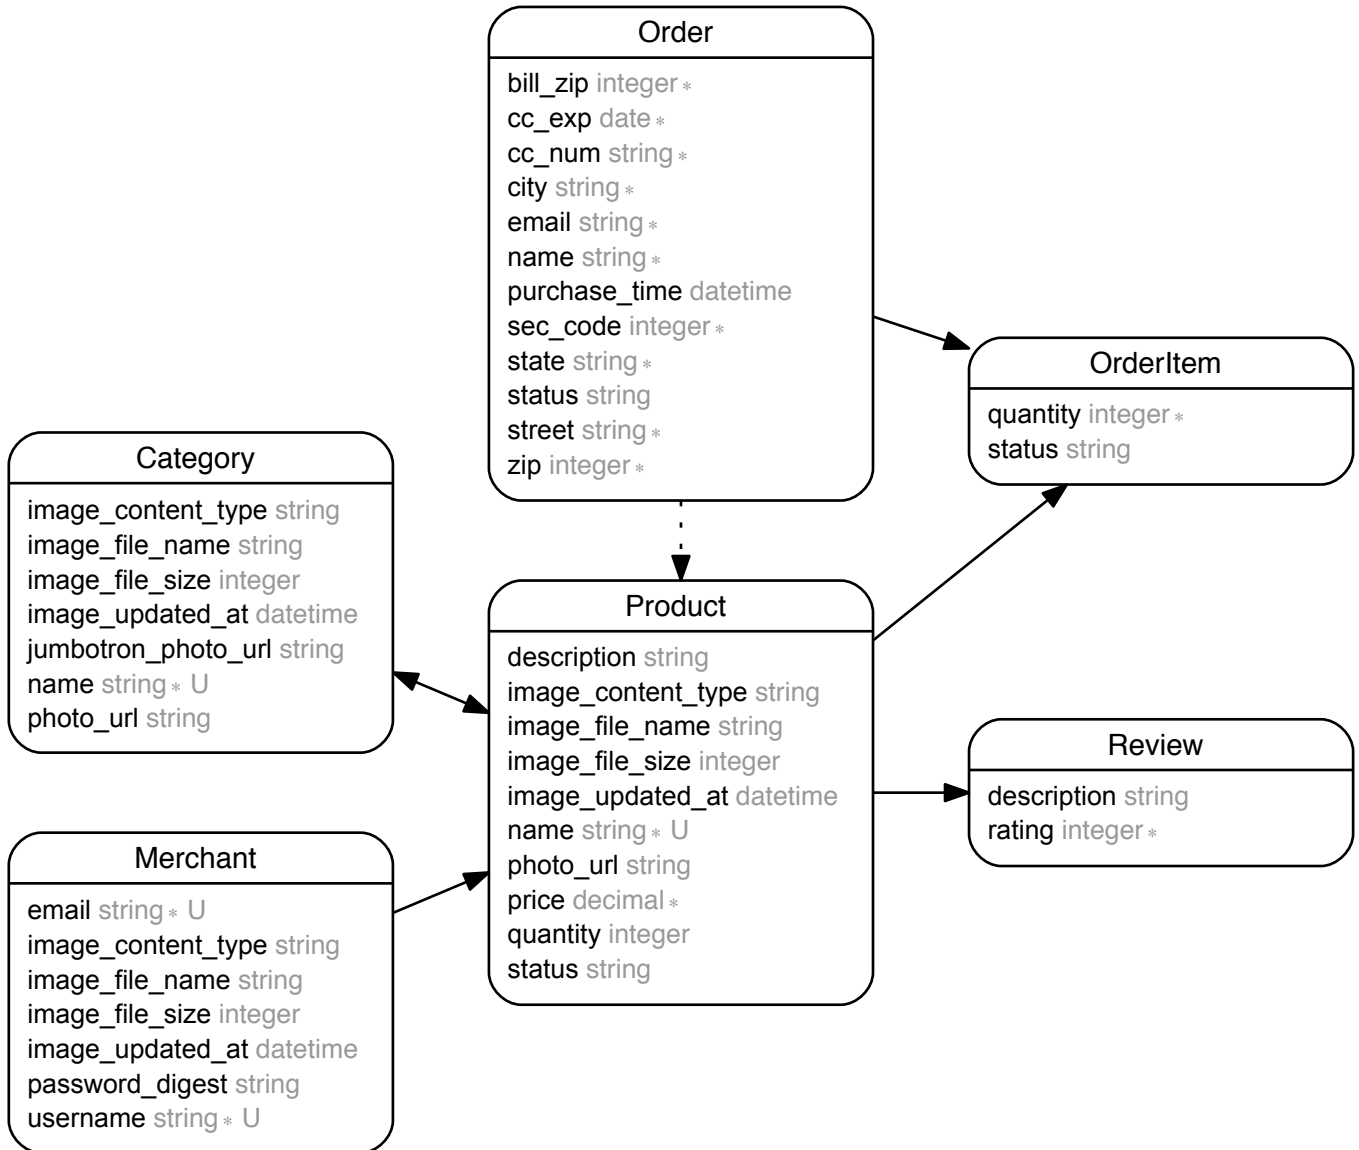 Order
bill_zip integer *
cc_exp date *
cc_num string *
city string *
email string *
name string *
purchase_time datetime
sec_code integer *
state string *
status string
street string *
zip integer *
OrderItem
quantity integer *
status string
Category
image_content_type string
image_file_name string
image_file_size integer
image_updated_at datetime
jumbotron_photo_url string
name string * U
photo_url string
Product
description string
image_content_type string
image_file_name string
image_file_size integer
image_updated_at datetime
name string * U
photo_url string
price decimal *
quantity integer
status string
Review
description string
rating integer *
Merchant
email string * U
image_content_type string
image_file_name string
image_file_size integer
image_updated_at datetime
password_digest string
username string * U